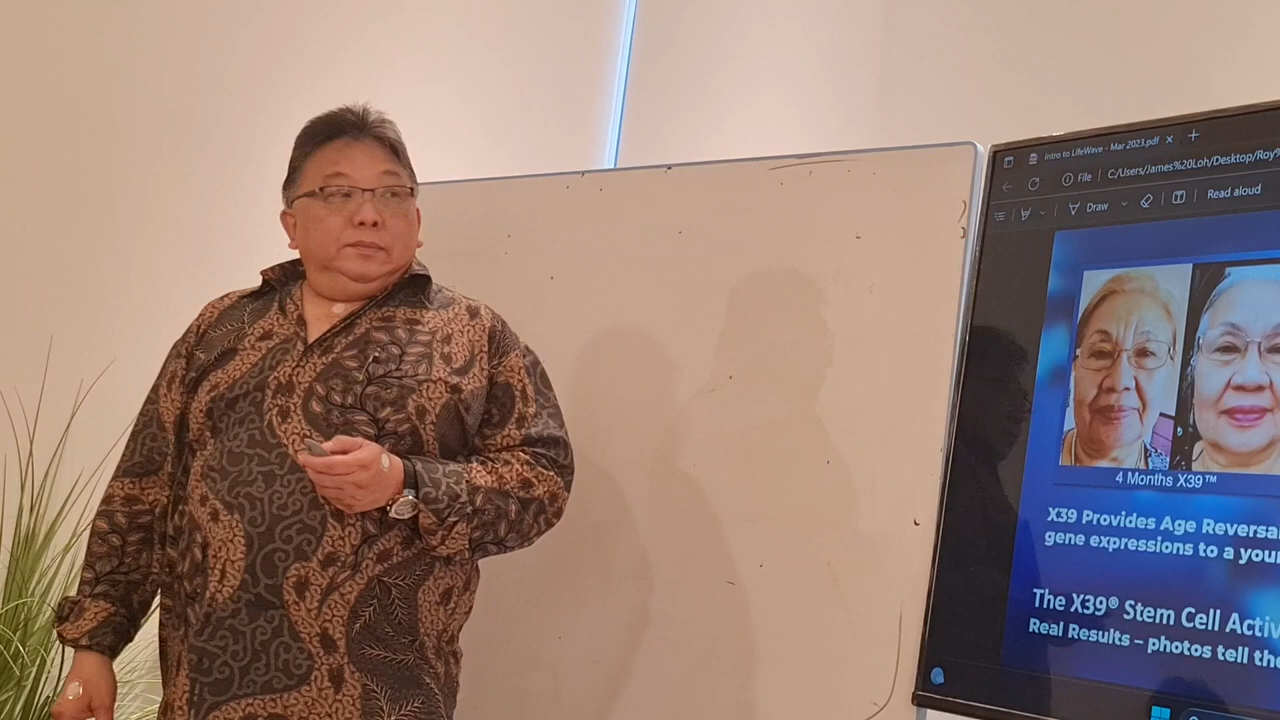 Intro to LifeWave - Mar 2023.pdf
File
C:/Users/James%20Loh/Desktop/Roy%
Draw
Read aloud
4 Months X39™
X39 Provides Age Reversa
gene expressions to a you
The X39® Stem Cell Activ
Real Results – photos tell the